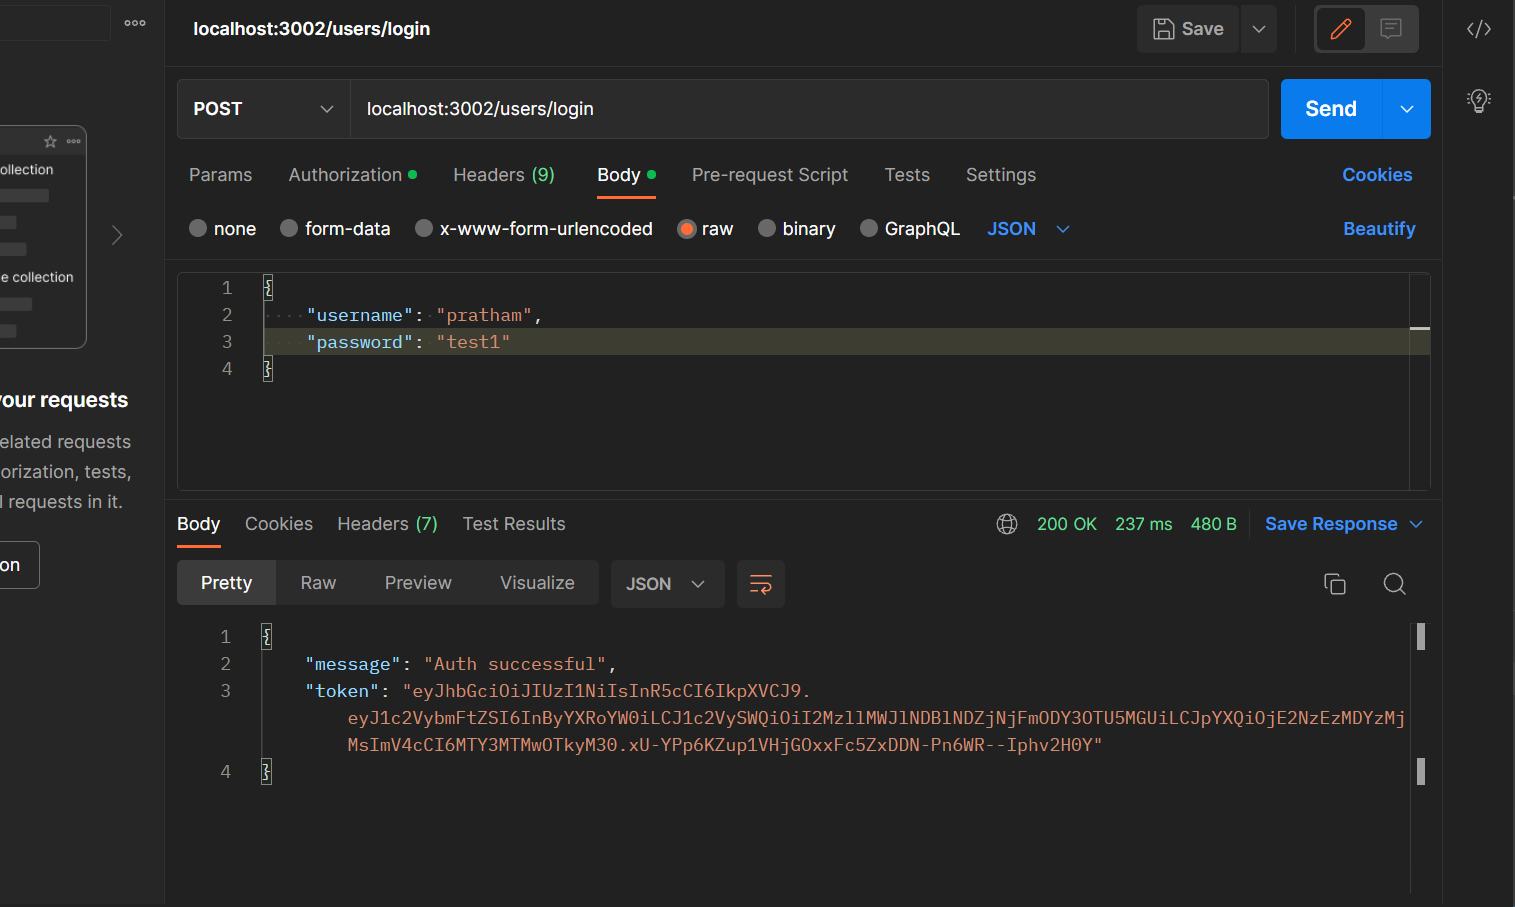 localhost:3002/users/login
Save
POST
localhost:3002/users/login
Send
Params Authorization Headers (9) Body Pre-request Script Tests Settings Cookies
none form-data x-www-form-urlencoded raw binary GraphQL JSON Beautify
1 {
2 "username": "pratham",
3 "password": "test1"
4 }
ollection
e collection
your requests
elated requests
orization, tests,
l requests in it.
on
Body Cookies Headers (7) Test Results 200 OK 237 ms 480 B Save Response
Pretty Raw Preview Visualize JSON
1 {
2 "message": "Auth successful",
3 "token": "eyJhbGciOiJIUzI1NiIsInR5cCI6IkpXVCJ9.
eyJ1c2VybmFtZSI6InByYXRoYW0iLCJ1c2VySWQiOiI2MzllMWJlNDBlNDZjNjFmODY3OTU5MGUiLCJpYXQiOjE2NzEzMDYzMj
MsImV4cCI6MTY3MTMwOTkyM30.xU-YPp6KZup1VHjGOxxFc5ZxDDN-Pn6WR--Iphv2H0Y"
4 }